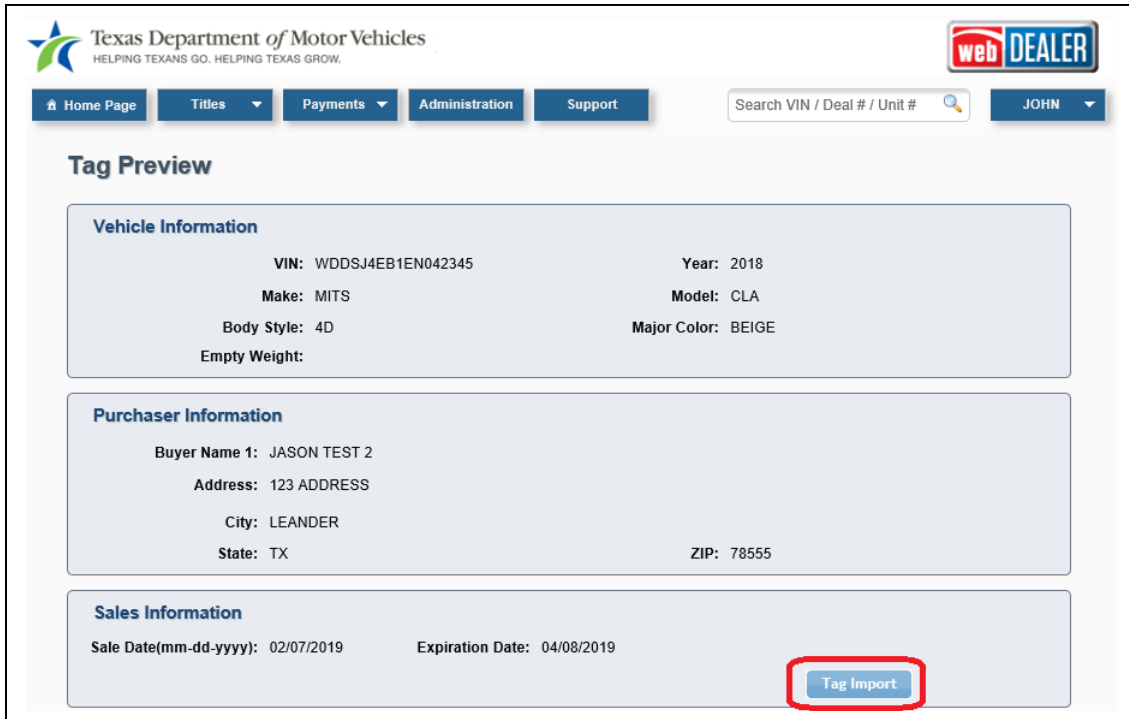 Texas Department of Motor Vehicles
HELPING TEXANS GO. HELPING TEXAS GROW.
web DEALER
Home Page Titles Payments Administration Support Search VIN / Deal # / Unit # JOHN
Tag Preview
Vehicle Information
VIN: WDDSJ4EB1EN042345 Year: 2018
Make: MITS Model: CLA
Body Style: 4D Major Color: BEIGE
Empty Weight:
Purchaser Information
Buyer Name 1: JASON TEST 2
Address: 123 ADDRESS
City: LEANDER
State: TX ZIP: 78555
Sales Information
Sale Date(mm-dd-yyyy): 02/07/2019 Expiration Date: 04/08/2019
Tag Import